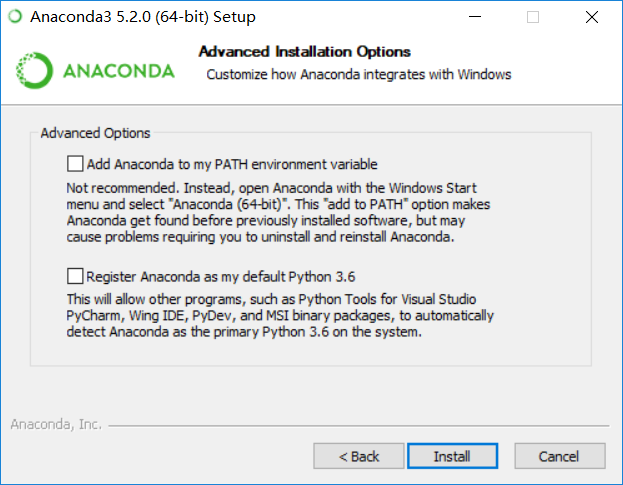 Anaconda3 5.2.0 (64-bit) Setup
ANACONDA
Advanced Installation Options
Customize how Anaconda integrates with Windows
Advanced Options
Add Anaconda to my PATH environment variable
Not recommended. Instead, open Anaconda with the Windows Start
menu and select "Anaconda (64-bit)". This "add to PATH" option makes
Anaconda get found before previously installed software, but may
cause problems requiring you to uninstall and reinstall Anaconda.
Register Anaconda as my default Python 3.6
This will allow other programs, such as Python Tools for Visual Studio
PyCharm, Wing IDE, PyDev, and MSI binary packages, to automatically
detect Anaconda as the primary Python 3.6 on the system.
Anaconda, Inc.
< Back
Install
Cancel